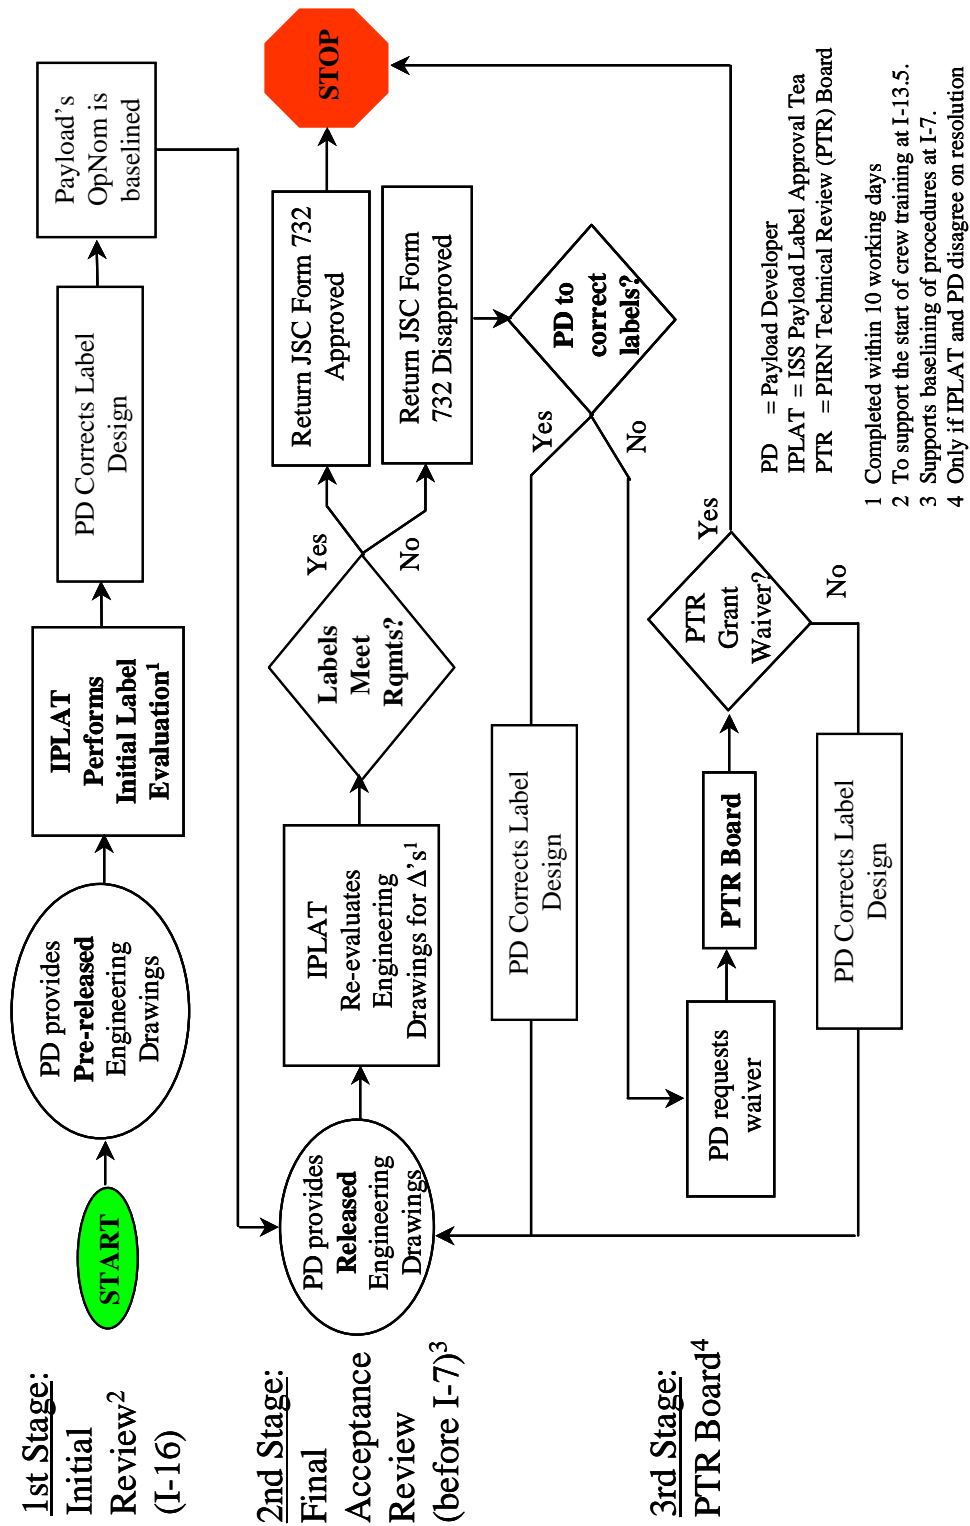 1st Stage:
Initial
Review2
(I-16)
START
PD provides
Pre-released
Engineering
Drawings
IPLAT
Performs
Initial Label
Evaluation1
PD Corrects Label
Design
Payload's
OpNom is
baselined
2nd Stage:
Final
Acceptance
Review
(before I-7)3
PD provides
Released
Engineering
Drawings
IPLAT
Re-evaluates
Engineering
Drawings for Δ's1
Labels
Meet
Rqmts?
Yes
No
Return JSC Form 732
Approved
Return JSC Form
732 Disapproved
STOP
PD to
correct
labels?
Yes
No
PD Corrects Label
Design
3rd Stage:
PTR Board4
PD requests
waiver
PTR Board
PTR
Grant
Waiver?
Yes
No
PD Corrects Label
Design
PD = Payload Developer
IPLAT = ISS Payload Label Approval Tea
PTR = PIRN Technical Review (PTR) Board
1 Completed within 10 working days
2 To support the start of crew training at I-13.5.
3 Supports baselining of procedures at I-7.
4 Only if IPLAT and PD disagree on resolution